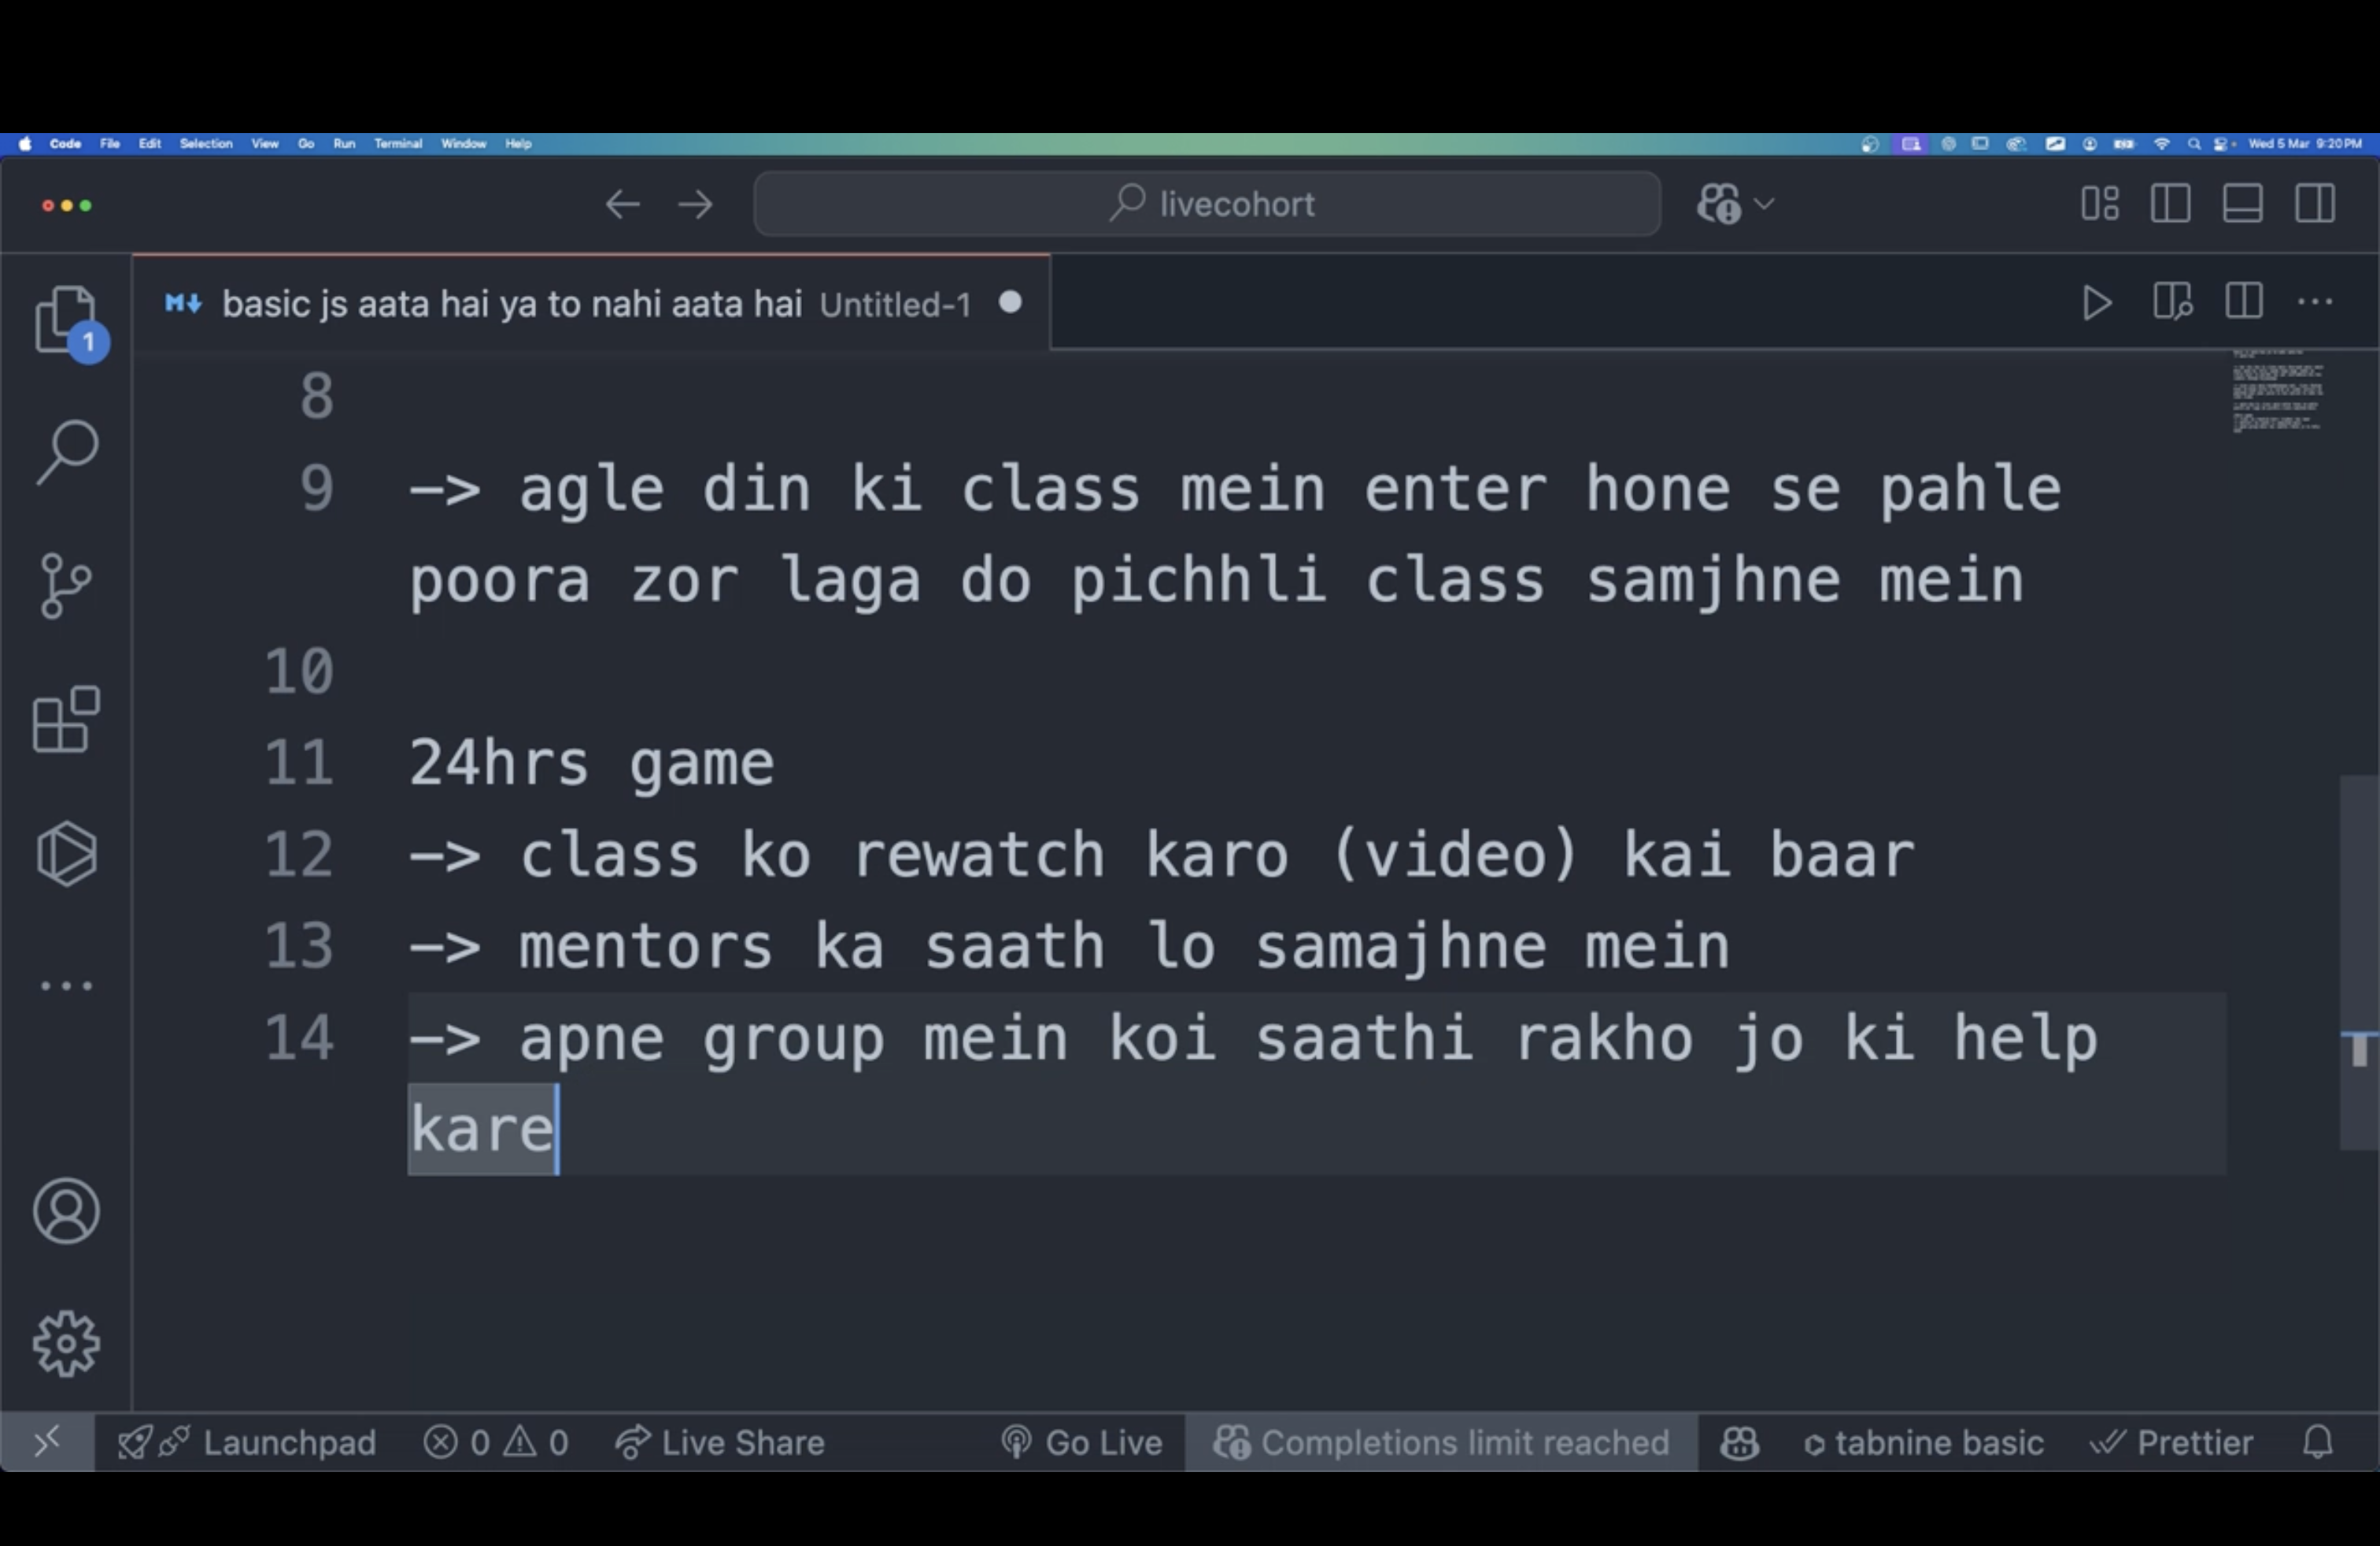 Code File Edit Selection View Go Run Terminal Window Help Wed 5 Mar 9:20 PM
livecohort
basic js aata hai ya to nahi aata hai Untitled-1
1
8
9 -> agle din ki class mein enter hone se pahle
poora zor laga do pichhli class samjhne mein
10
11 24hrs game
12 -> class ko rewatch karo (video) kai baar
13 -> mentors ka saath lo samajhne mein
14 -> apne group mein koi saathi rakho jo ki help
kare
Launchpad 0 0 Live Share Go Live Completions limit reached tabnine basic Prettier